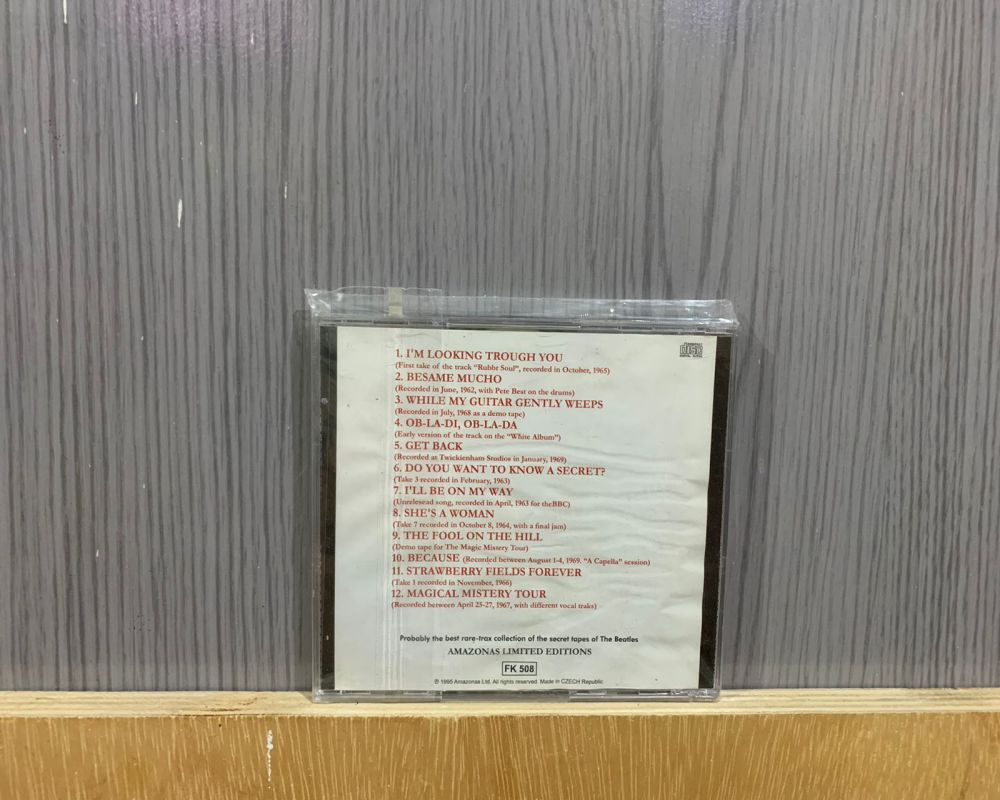 COMPACT
DISC
DIGITAL AUDIO
1. I'M LOOKING TROUGH YOU
(First take of the track "Rubbr Soul", recorded in October, 1965)
2. BESAME MUCHO
(Recorded in June, 1962, with Pete Best on the drums)
3. WHILE MY GUITAR GENTLY WEEPS
(Recorded in July, 1968 as a demo tape)
4. OB-LA-DI, OB-LA-DA
(Early version of the track on the "White Album")
5. GET BACK
(Recorded at Twickienham Studios in January, 1969)
6. DO YOU WANT TO KNOW A SECRET?
(Take 3 recorded in February, 1963)
7. I'LL BE ON MY WAY
(Unrelesead song, recorded in April, 1963 for theBBC)
8. SHE'S A WOMAN
(Take 7 recorded in October 8, 1964, with a final jam)
9. THE FOOL ON THE HILL
(Demo tape for The Magic Mistery Tour)
10. BECAUSE (Recorded between August 1-4, 1969. "A Capella" session)
11. STRAWBERRY FIELDS FOREVER
(Take 1 recorded in November, 1966)
12. MAGICAL MISTERY TOUR
(Recorded between April 25-27, 1967, with different vocal traks)
Probably the best rare-trax collection of the secret tapes of The Beatles
AMAZONAS LIMITED EDITIONS
FK 508
℗ 1995 Amazonas Ltd. All rights reserved. Made in CZECH Republic